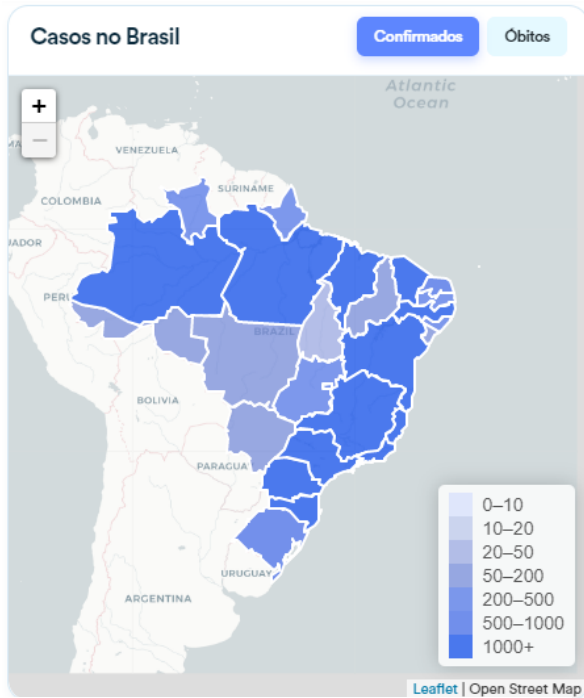 Casos no Brasil
Confirmados
Óbitos
Atlantic
Ocean
+
−
VENEZUELA
SURINAME
COLOMBIA
UADOR
PERU
BRAZIL
BOLIVIA
PARAGUA
URUGUAY
ARGENTINA
0–10
10–20
20–50
50–200
200–500
500–1000
1000+
Leaflet | Open Street Map